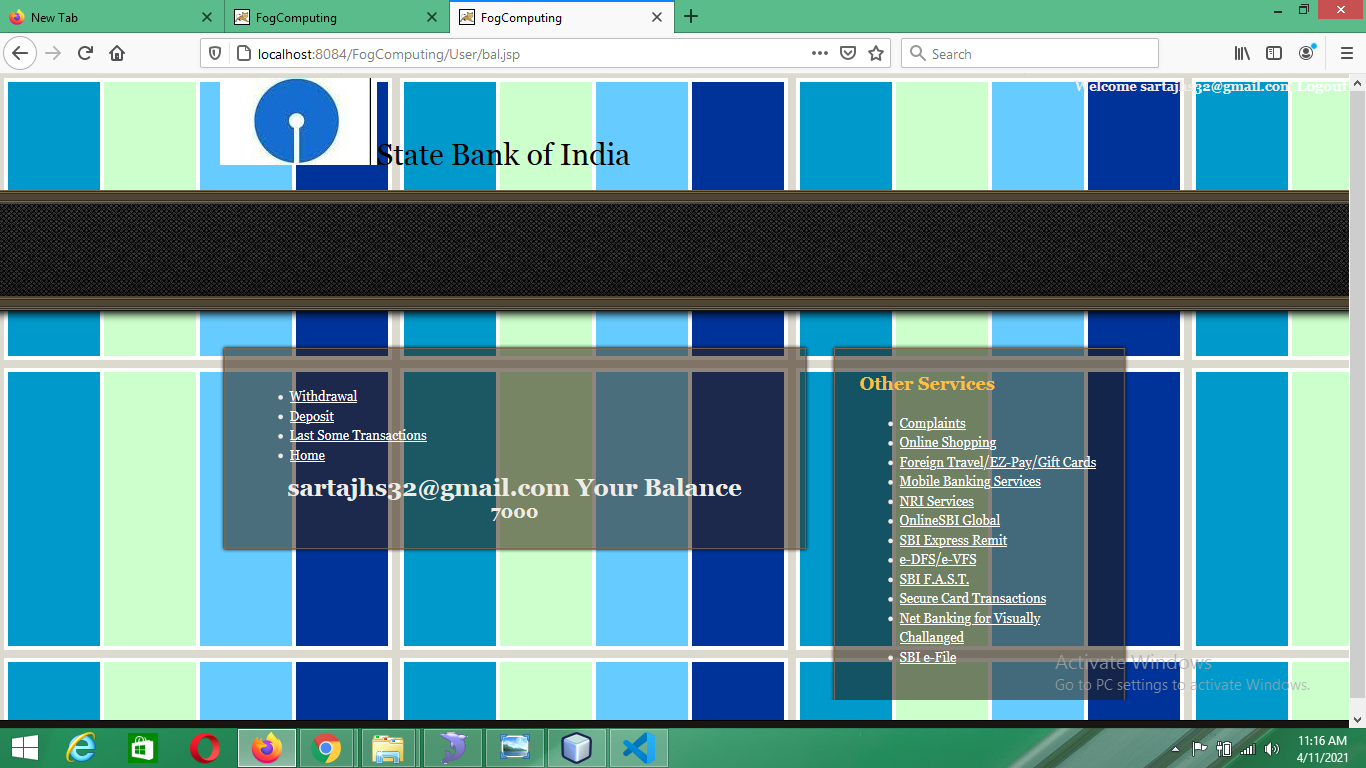 New Tab
FogComputing
FogComputing
localhost:8084/FogComputing/User/bal.jsp
Search
Welcome sartajhs32@gmail.com Logout
State Bank of India
Withdrawal
Deposit
Last Some Transactions
Home
sartajhs32@gmail.com Your Balance
7000
Other Services
Complaints
Online Shopping
Foreign Travel/EZ-Pay/Gift Cards
Mobile Banking Services
NRI Services
OnlineSBI Global
SBI Express Remit
e-DFS/e-VFS
SBI F.A.S.T.
Secure Card Transactions
Net Banking for Visually
Challanged
SBI e-File
Activate Windows
Go to PC settings to activate Windows.
11:16 AM
4/11/2021